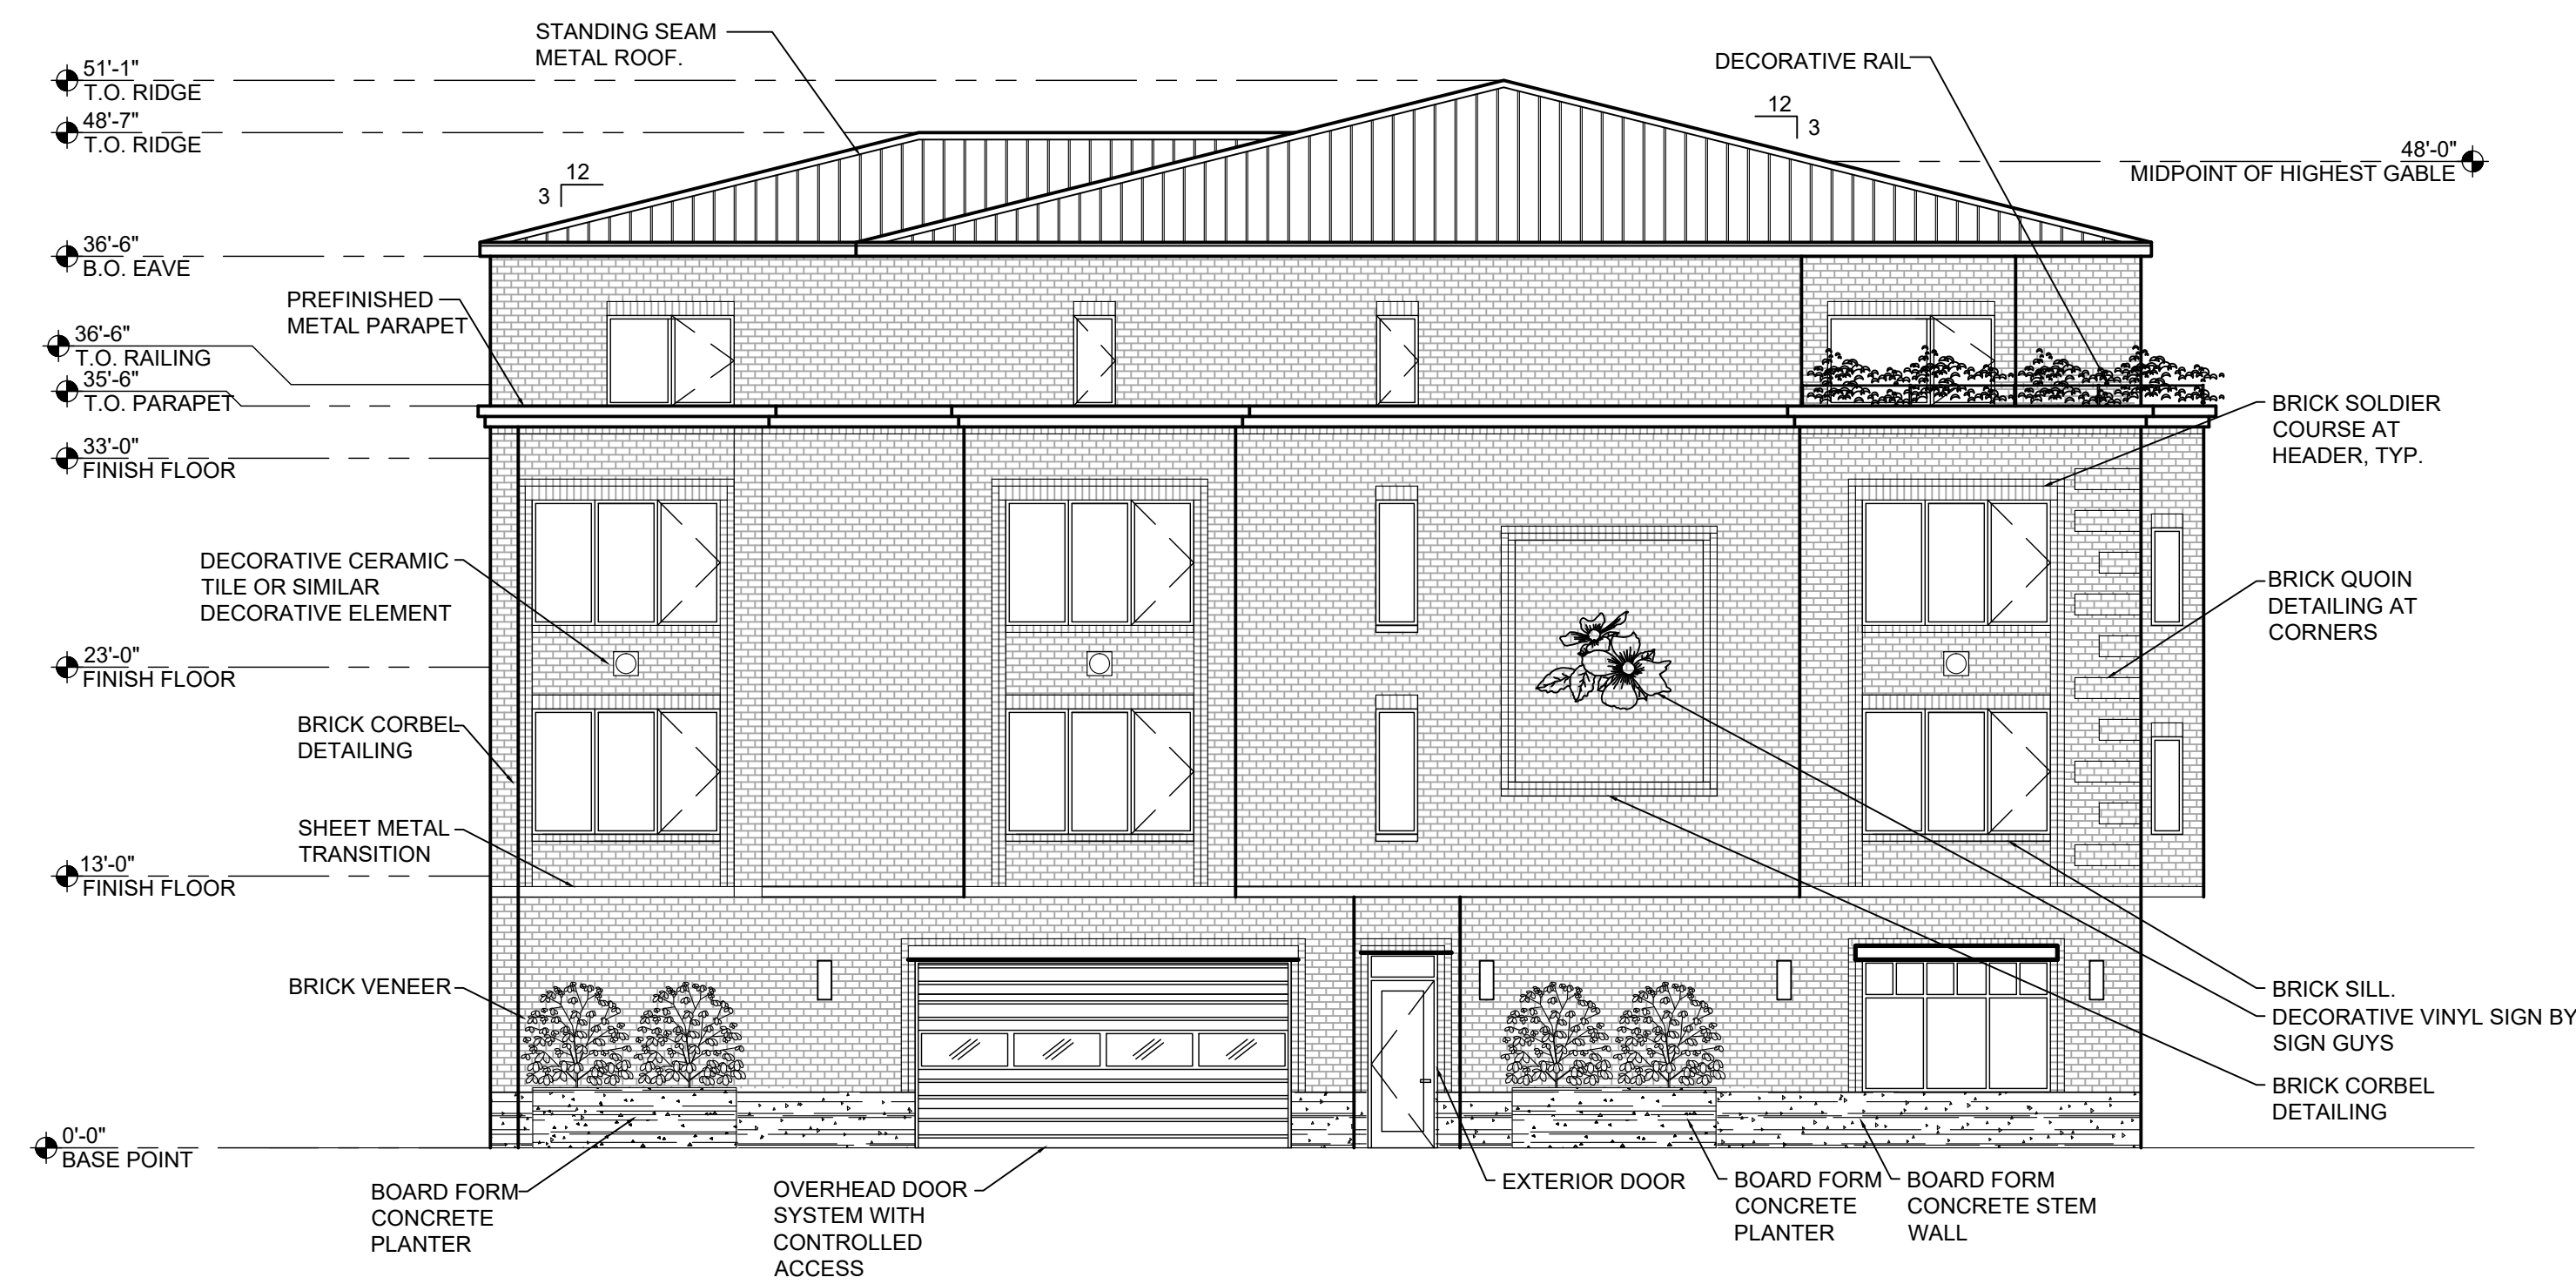 STANDING SEAM
METAL ROOF.
DECORATIVE RAIL
51'-1"
T.O. RIDGE
48'-7"
T.O. RIDGE
12
3
12
3
48'-0"
MIDPOINT OF HIGHEST GABLE
36'-6"
B.O. EAVE
PREFINISHED
METAL PARAPET
36'-6"
T.O. RAILING
35'-6"
T.O. PARAPET
33'-0"
FINISH FLOOR
BRICK SOLDIER
COURSE AT
HEADER, TYP.
DECORATIVE CERAMIC
TILE OR SIMILAR
DECORATIVE ELEMENT
BRICK QUOIN
DETAILING AT
CORNERS
23'-0"
FINISH FLOOR
BRICK CORBEL
DETAILING
SHEET METAL
TRANSITION
13'-0"
FINISH FLOOR
BRICK VENEER
BRICK SILL.
DECORATIVE VINYL SIGN BY
SIGN GUYS
BRICK CORBEL
DETAILING
0'-0"
BASE POINT
BOARD FORM
CONCRETE
PLANTER
OVERHEAD DOOR
SYSTEM WITH
CONTROLLED
ACCESS
EXTERIOR DOOR
BOARD FORM
CONCRETE
PLANTER
BOARD FORM
CONCRETE STEM
WALL